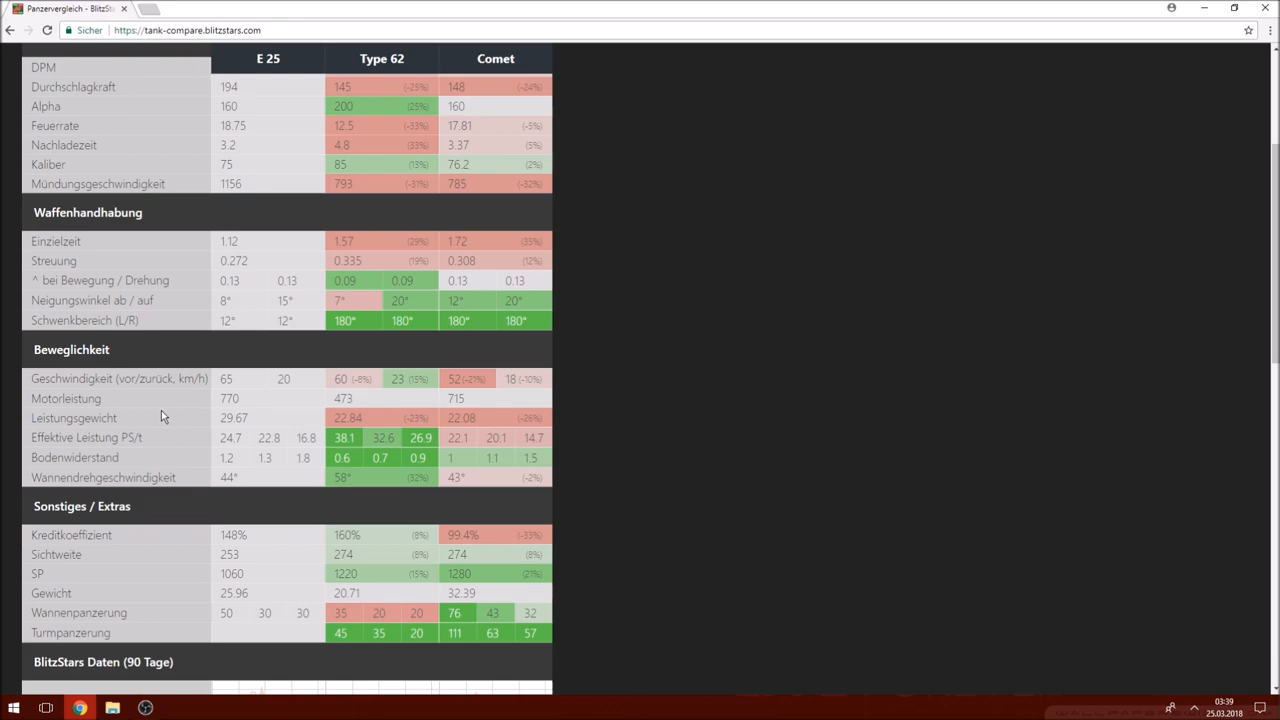 Panzervergleich - BlitzSta
Sicher https://tank-compare.blitzstars.com
E 25 Type 62 Comet
DPM
Durchschlagkraft 194 145 (-25%) 148 (-24%)
Alpha 160 200 (25%) 160
Feuerrate 18.75 12.5 (-33%) 17.81 (-5%)
Nachladezeit 3.2 4.8 (33%) 3.37 (5%)
Kaliber 75 85 (13%) 76.2 (2%)
Mündungsgeschwindigkeit 1156 793 (-31%) 785 (-32%)
Waffenhandhabung
Einzielzeit 1.12 1.57 (29%) 1.72 (35%)
Streuung 0.272 0.335 (19%) 0.308 (12%)
^ bei Bewegung / Drehung 0.13 0.13 0.09 0.09 0.13 0.13
Neigungswinkel ab / auf 8° 15° 7° 20° 12° 20°
Schwenkbereich (L/R) 12° 12° 180° 180° 180° 180°
Beweglichkeit
Geschwindigkeit (vor/zurück, km/h) 65 20 60 (-8%) 23 (15%) 52 (-21%) 18 (-10%)
Motorleistung 770 473 715
Leistungsgewicht 29.67 22.84 (-23%) 22.08 (-26%)
Effektive Leistung PS/t 24.7 22.8 16.8 38.1 32.6 26.9 22.1 20.1 14.7
Bodenwiderstand 1.2 1.3 1.8 0.6 0.7 0.9 1 1.1 1.5
Wannendrehgeschwindigkeit 44° 58° (32%) 43° (-2%)
Sonstiges / Extras
Kreditkoeffizient 148% 160% (8%) 99.4% (-33%)
Sichtweite 253 274 (8%) 274 (8%)
SP 1060 1220 (15%) 1280 (21%)
Gewicht 25.96 20.71 32.39
Wannenpanzerung 50 30 30 35 20 20 76 43 32
Turmpanzerung 45 35 20 111 63 57
BlitzStars Daten (90 Tage)
03:39
25.03.2018